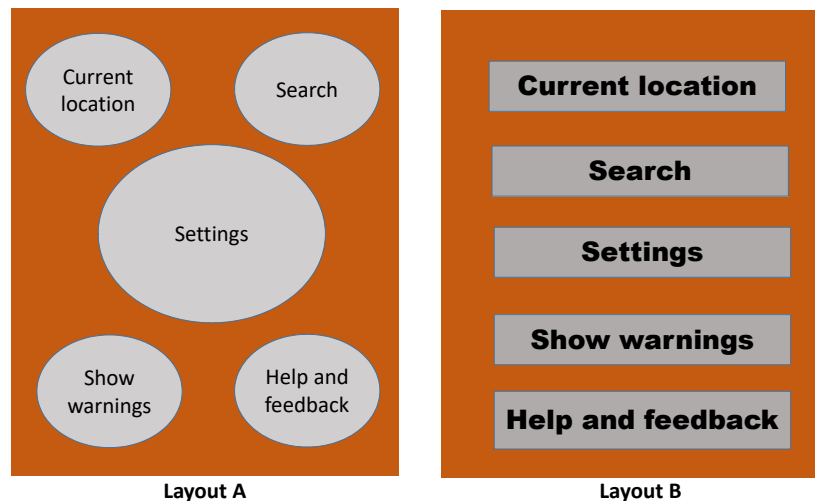 Current
location
Search
Settings
Show
warnings
Help and
feedback
Layout A
Current location
Search
Settings
Show warnings
Help and feedback
Layout B